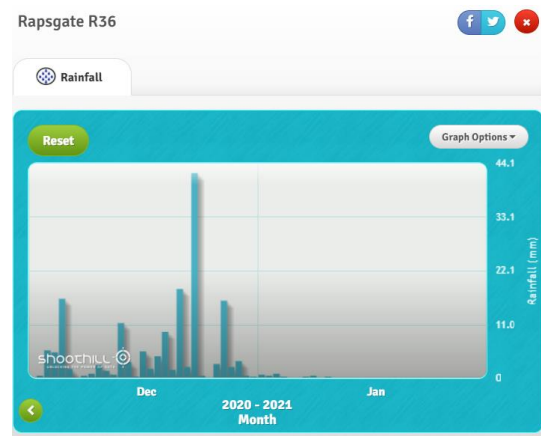 Rapsgate R36
Rainfall
Reset
Graph Options
44.1
33.1
22.1
11.0
0
Rainfall (mm)
shoothill
Dec
Jan
2020 - 2021
Month